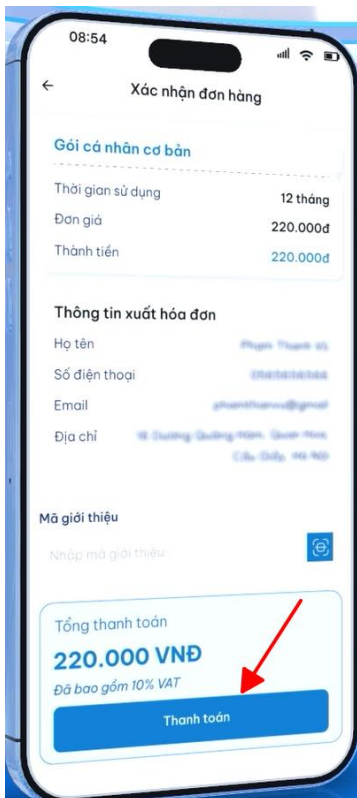 08:54
Xác nhận đơn hàng
Gói cá nhân cơ bản
Thời gian sử dụng 12 tháng
Đơn giá 220.000đ
Thành tiền 220.000đ
Thông tin xuất hóa đơn
Họ tên
Số điện thoại
Email
Địa chỉ
Mã giới thiệu
Nhập mã giới thiệu
Tổng thanh toán
220.000 VNĐ
Đã bao gồm 10% VAT
Thanh toán